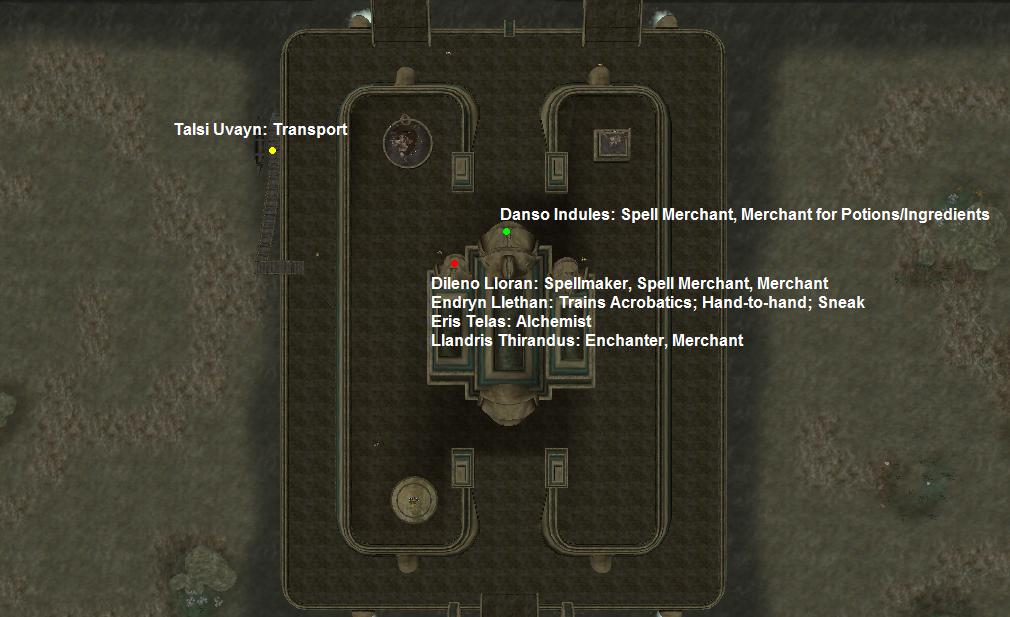 Talsi Uvayn: Transport
Danso Indules: Spell Merchant, Merchant for Potions/Ingredients
Dileno Lloran: Spellmaker, Spell Merchant, Merchant
Endryn Llethan: Trains Acrobatics; Hand-to-hand; Sneak
Eris Telas: Alchemist
Llandris Thirandus: Enchanter, Merchant